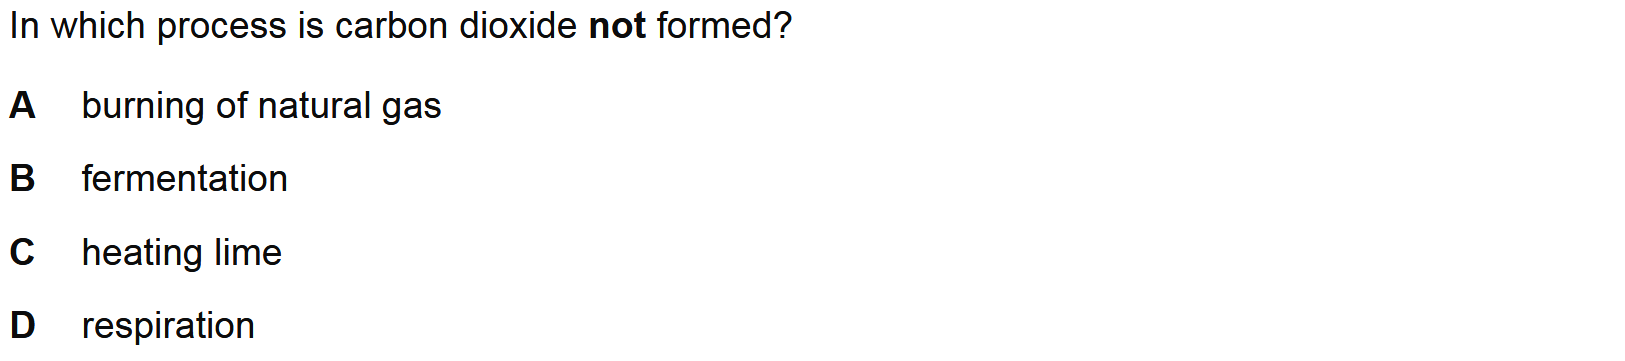 In which process is carbon dioxide not formed?
A burning of natural gas
B fermentation
C heating lime
D respiration